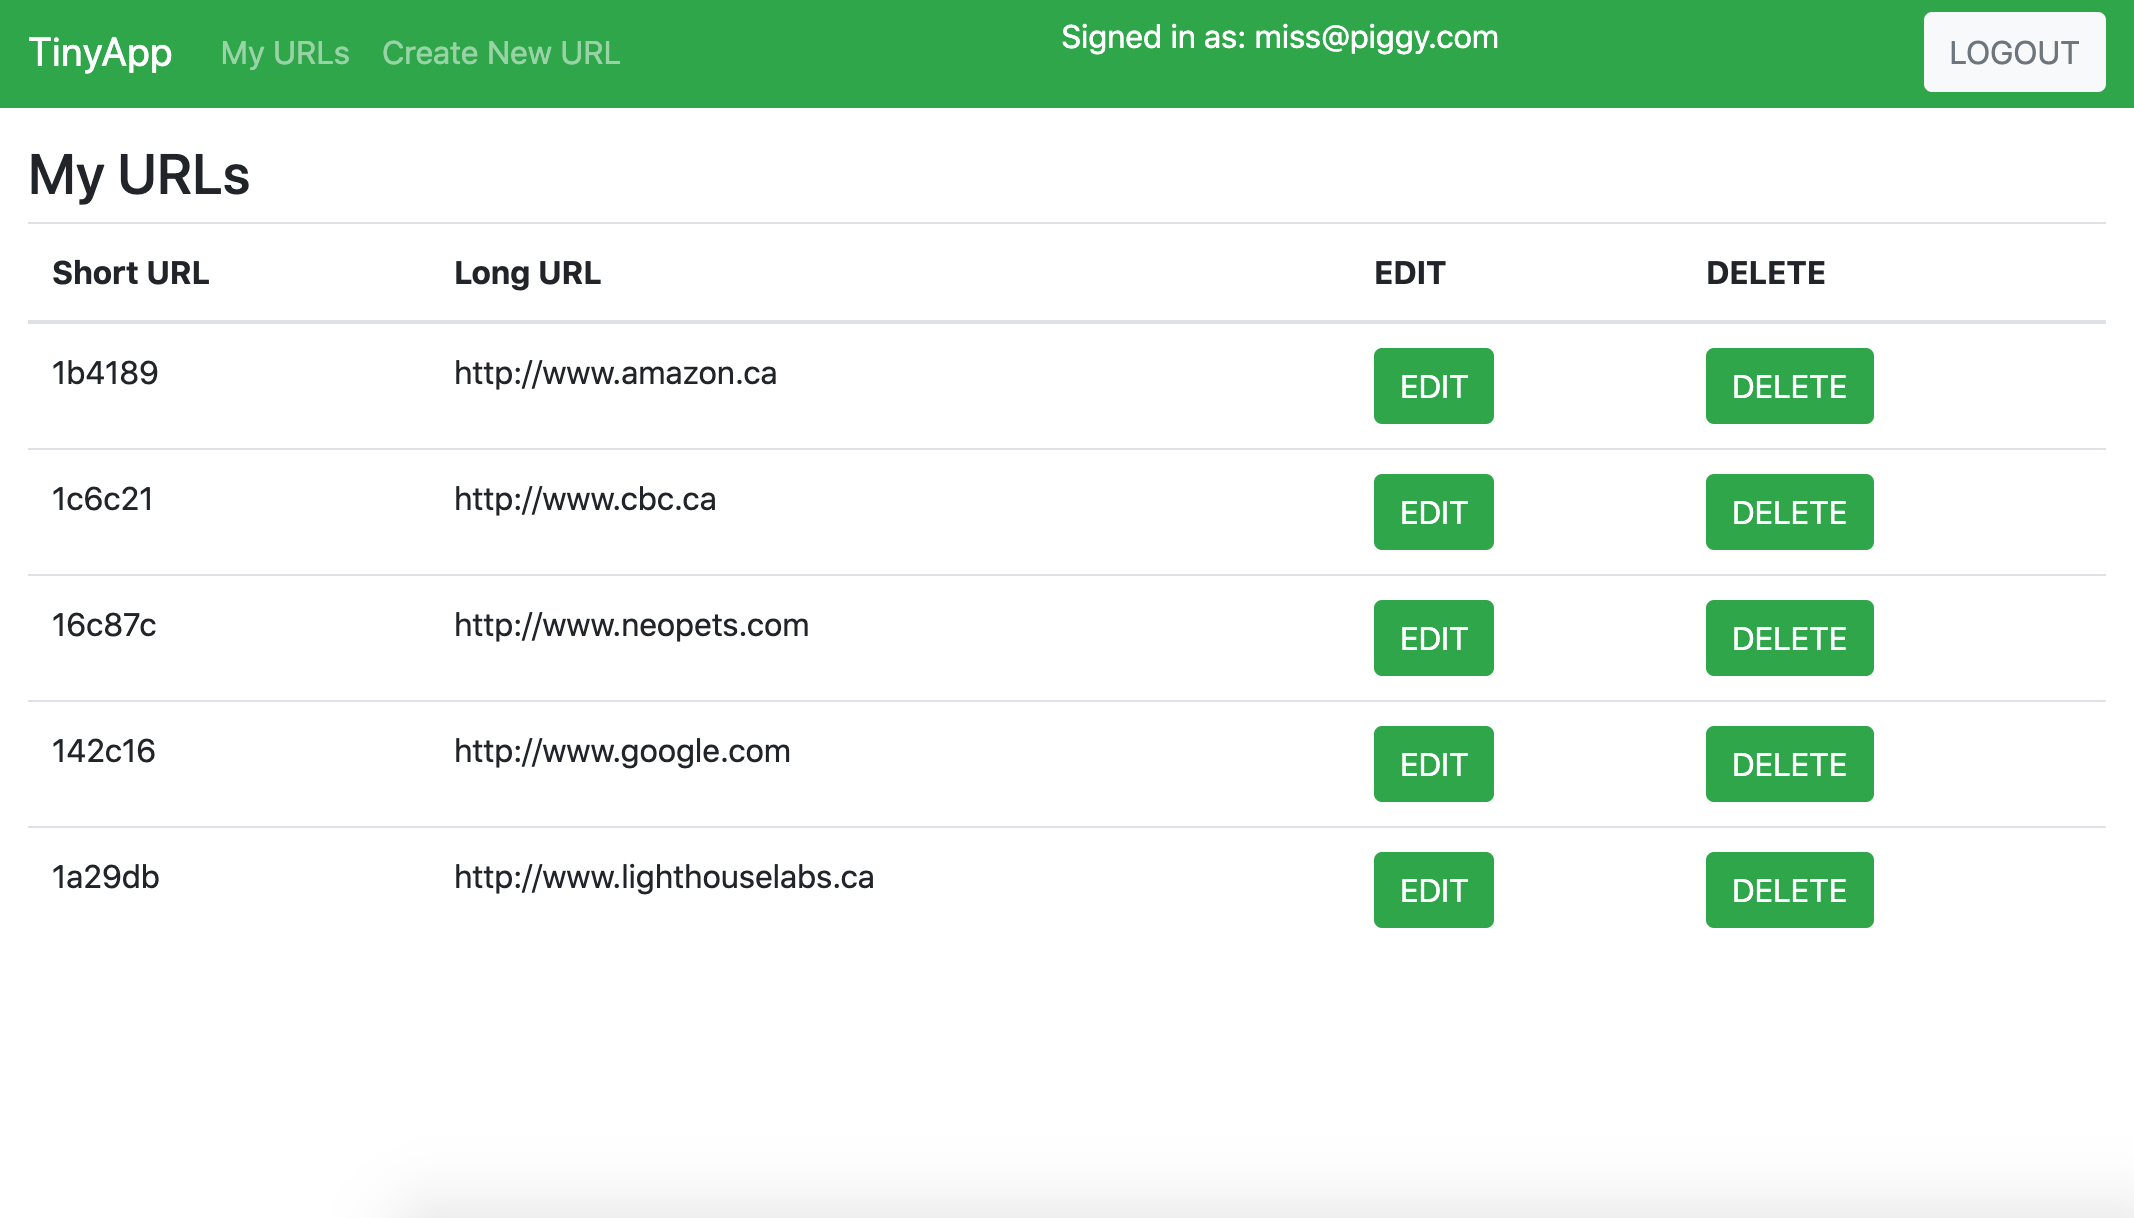 TinyApp My URLs Create New URL Signed in as: miss@piggy.com LOGOUT
My URLs
Short URL Long URL EDIT DELETE
1b4189 http://www.amazon.ca EDIT DELETE
1c6c21 http://www.cbc.ca EDIT DELETE
16c87c http://www.neopets.com EDIT DELETE
142c16 http://www.google.com EDIT DELETE
1a29db http://www.lighthouselabs.ca EDIT DELETE